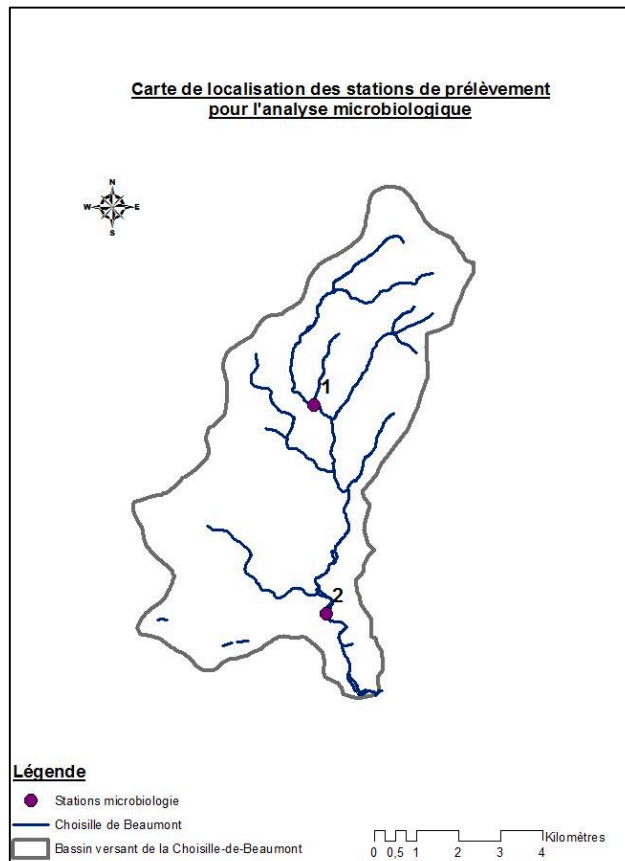 Carte de localisation des stations de prélèvement
pour l'analyse microbiologique
N
W E
S
1
2
Légende
Stations microbiologie
Choisille de Beaumont
Bassin versant de la Choisille-de-Beaumont
Kilomètres
0 0,5 1 2 3 4